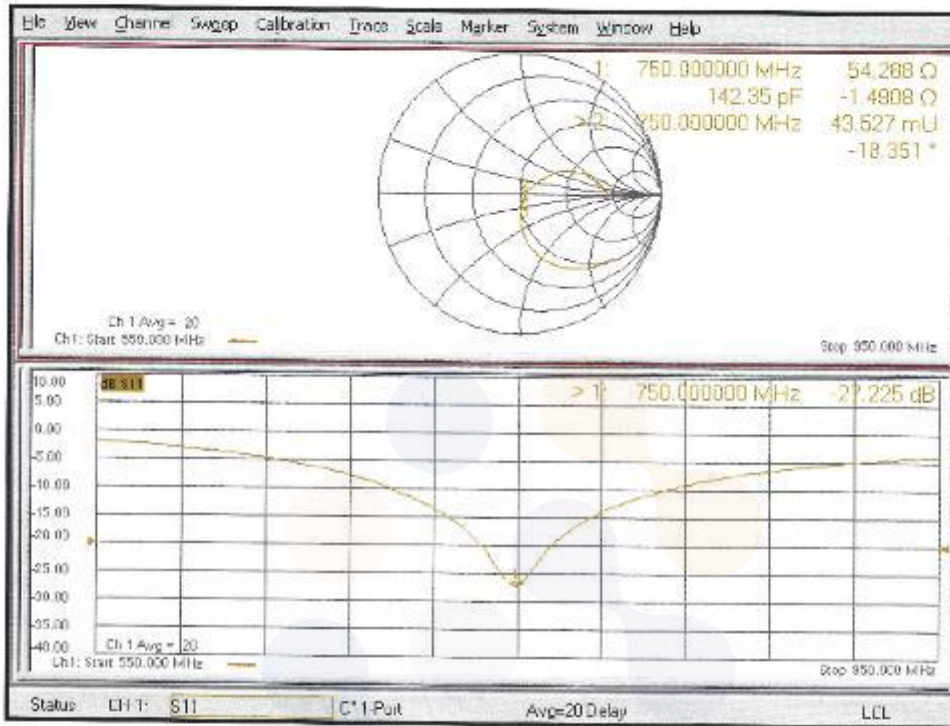 File View Channel Sweep Calibration Trace Scale Marker System Window Help
1: 750.000000 MHz 54.288 Ω
142.35 pF -1.4908 Ω
> 2: 750.000000 MHz 43.527 mU
-18.351 °
Ch 1 Avg = 20
Ch1: Start 550.000 MHz
Stop 950.000 MHz
10.00
dB S11
> 1: 750.000000 MHz -27.225 dB
5.00
0.00
-5.00
-10.00
-15.00
-20.00
-25.00
-30.00
-35.00
-40.00
Ch 1 Avg = 20
Ch1: Start 550.000 MHz
Stop 950.000 MHz
Status CH 1: S11 C* 1-Port Avg=20 Delay LCL